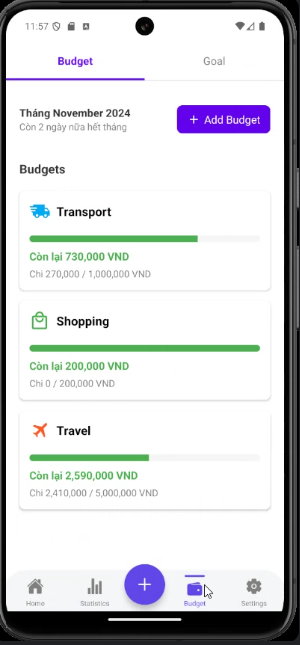 11:57
Budget
Goal
Tháng November 2024
Còn 2 ngày nữa hết tháng
+ Add Budget
Budgets
Transport
Còn lại 730,000 VND
Chi 270,000 / 1,000,000 VND
Shopping
Còn lại 200,000 VND
Chi 0 / 200,000 VND
Travel
Còn lại 2,590,000 VND
Chi 2,410,000 / 5,000,000 VND
Home
Statistics
Budget
Settings